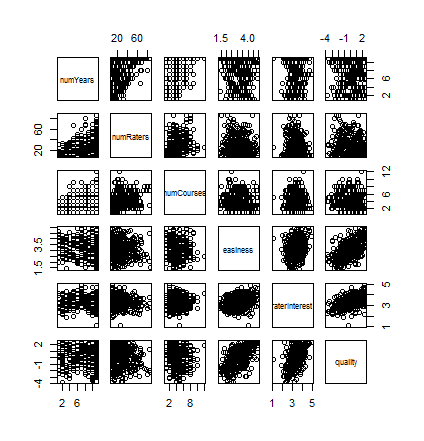 20 60
1.5 4.0
-4 -1 2
numYears
2 6
20 60
numRaters
numCourses
2 6 12
1.5 3.5
easiness
raterInterest
1 3 5
-4 -1 2
quality
2 6
2 8
1 3 5